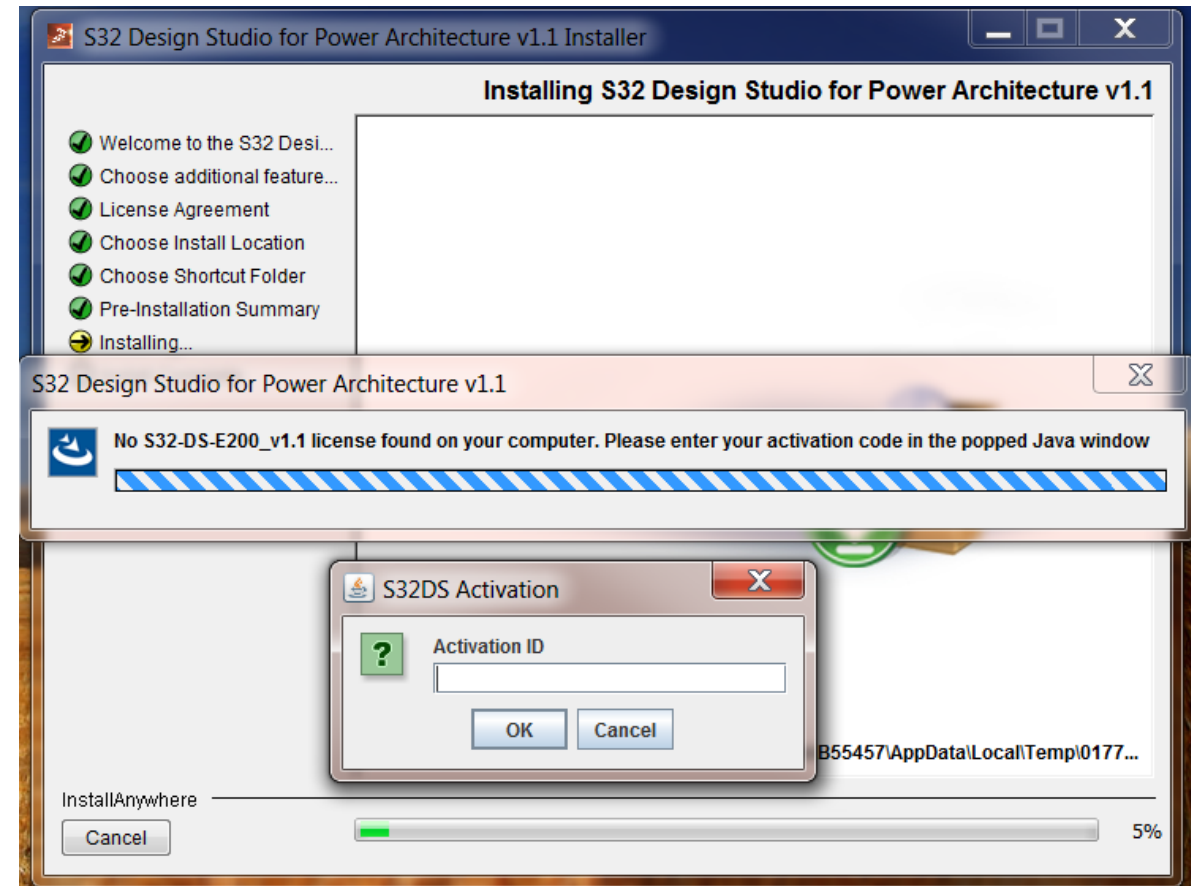 S32 Design Studio for Power Architecture v1.1 Installer
X
Installing S32 Design Studio for Power Architecture v1.1
Welcome to the S32 Desi...
Choose additional feature...
License Agreement
Choose Install Location
Choose Shortcut Folder
Pre-Installation Summary
Installing...
S32 Design Studio for Power Architecture v1.1
No S32-DS-E200_v1.1 license found on your computer. Please enter your activation code in the popped Java window
S32DS Activation
?
Activation ID
OK Cancel
B55457\AppData\Local\Temp\0177...
InstallAnywhere
Cancel
5%